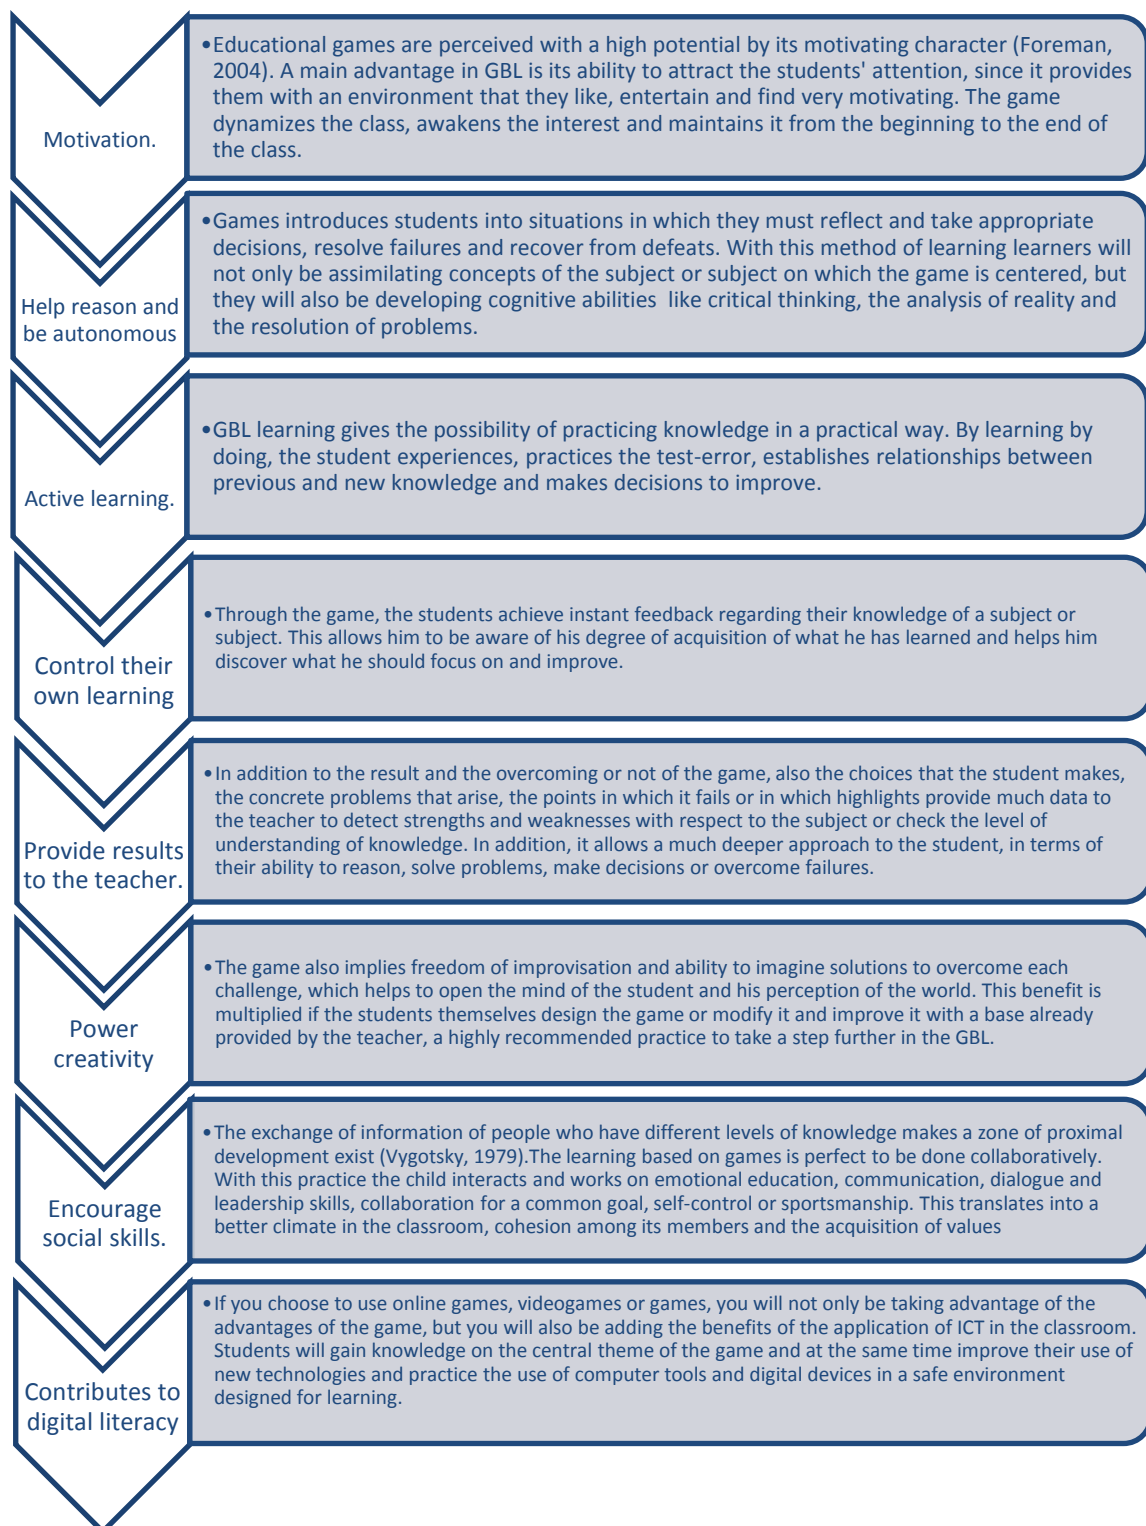 Motivation.
•Educational games are perceived with a high potential by its motivating character (Foreman,
2004). A main advantage in GBL is its ability to attract the students' attention, since it provides
them with an environment that they like, entertain and find very motivating. The game
dynamizes the class, awakens the interest and maintains it from the beginning to the end of
the class.
Help reason and
be autonomous
•Games introduces students into situations in which they must reflect and take appropriate
decisions, resolve failures and recover from defeats. With this method of learning learners will
not only be assimilating concepts of the subject or subject on which the game is centered, but
they will also be developing cognitive abilities like critical thinking, the analysis of reality and
the resolution of problems.
Active learning.
•GBL learning gives the possibility of practicing knowledge in a practical way. By learning by
doing, the student experiences, practices the test-error, establishes relationships between
previous and new knowledge and makes decisions to improve.
Control their
own learning
•Through the game, the students achieve instant feedback regarding their knowledge of a subject or
subject. This allows him to be aware of his degree of acquisition of what he has learned and helps him
discover what he should focus on and improve.
Provide results
to the teacher.
•In addition to the result and the overcoming or not of the game, also the choices that the student makes,
the concrete problems that arise, the points in which it fails or in which highlights provide much data to
the teacher to detect strengths and weaknesses with respect to the subject or check the level of
understanding of knowledge. In addition, it allows a much deeper approach to the student, in terms of
their ability to reason, solve problems, make decisions or overcome failures.
Power
creativity
•The game also implies freedom of improvisation and ability to imagine solutions to overcome each
challenge, which helps to open the mind of the student and his perception of the world. This benefit is
multiplied if the students themselves design the game or modify it and improve it with a base already
provided by the teacher, a highly recommended practice to take a step further in the GBL.
Encourage
social skills.
•The exchange of information of people who have different levels of knowledge makes a zone of proximal
development exist (Vygotsky, 1979).The learning based on games is perfect to be done collaboratively.
With this practice the child interacts and works on emotional education, communication, dialogue and
leadership skills, collaboration for a common goal, self-control or sportsmanship. This translates into a
better climate in the classroom, cohesion among its members and the acquisition of values
Contributes to
digital literacy
•If you choose to use online games, videogames or games, you will not only be taking advantage of the
advantages of the game, but you will also be adding the benefits of the application of ICT in the classroom.
Students will gain knowledge on the central theme of the game and at the same time improve their use of
new technologies and practice the use of computer tools and digital devices in a safe environment
designed for learning.